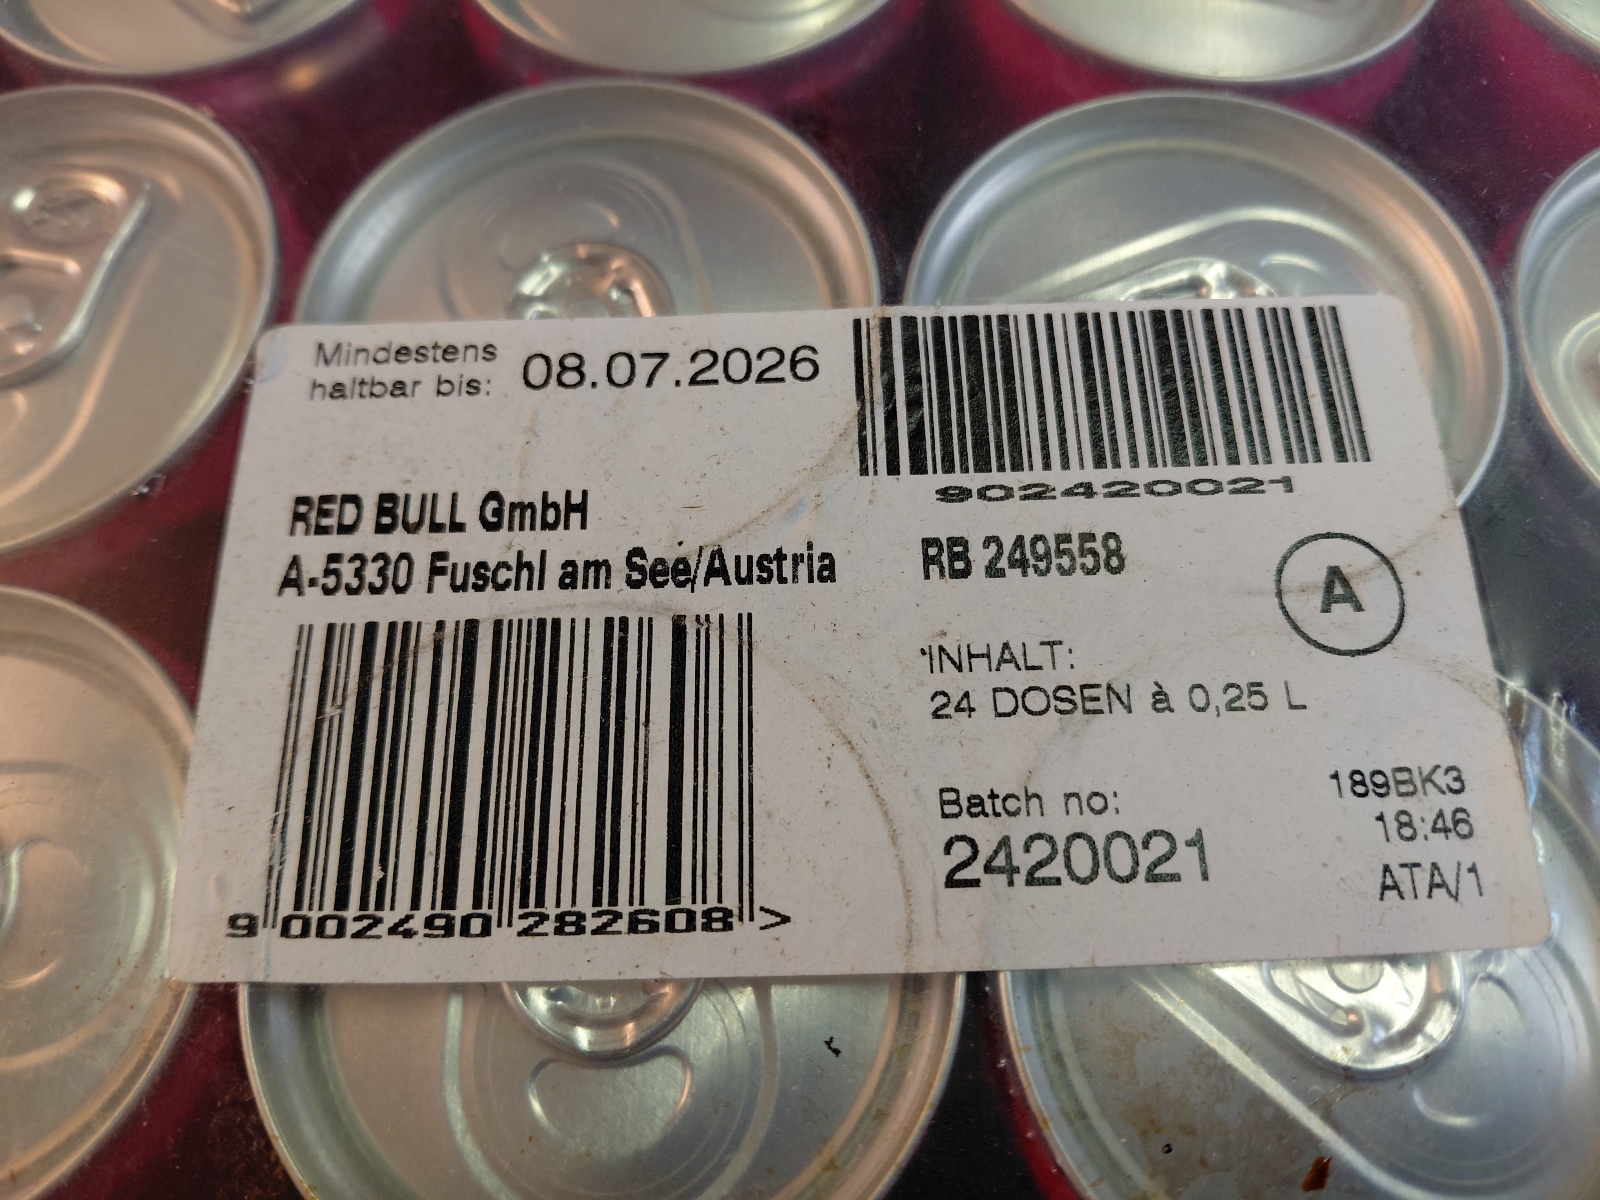 Mindestens
haltbar bis: 08.07.2026
902420021
RED BULL GmbH
A-5330 Fuschl am See/Austria
RB 249558
A
INHALT:
24 DOSEN à 0,25 L
Batch no:
2420021
189BK3
18:46
ATA/1
9 002490 282608 >